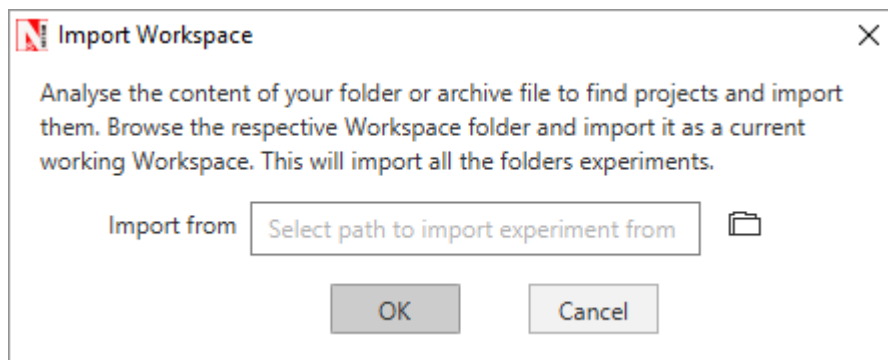 Import Workspace
Analyse the content of your folder or archive file to find projects and import
them. Browse the respective Workspace folder and import it as a current
working Workspace. This will import all the folders experiments.
Import from Select path to import experiment from
OK Cancel